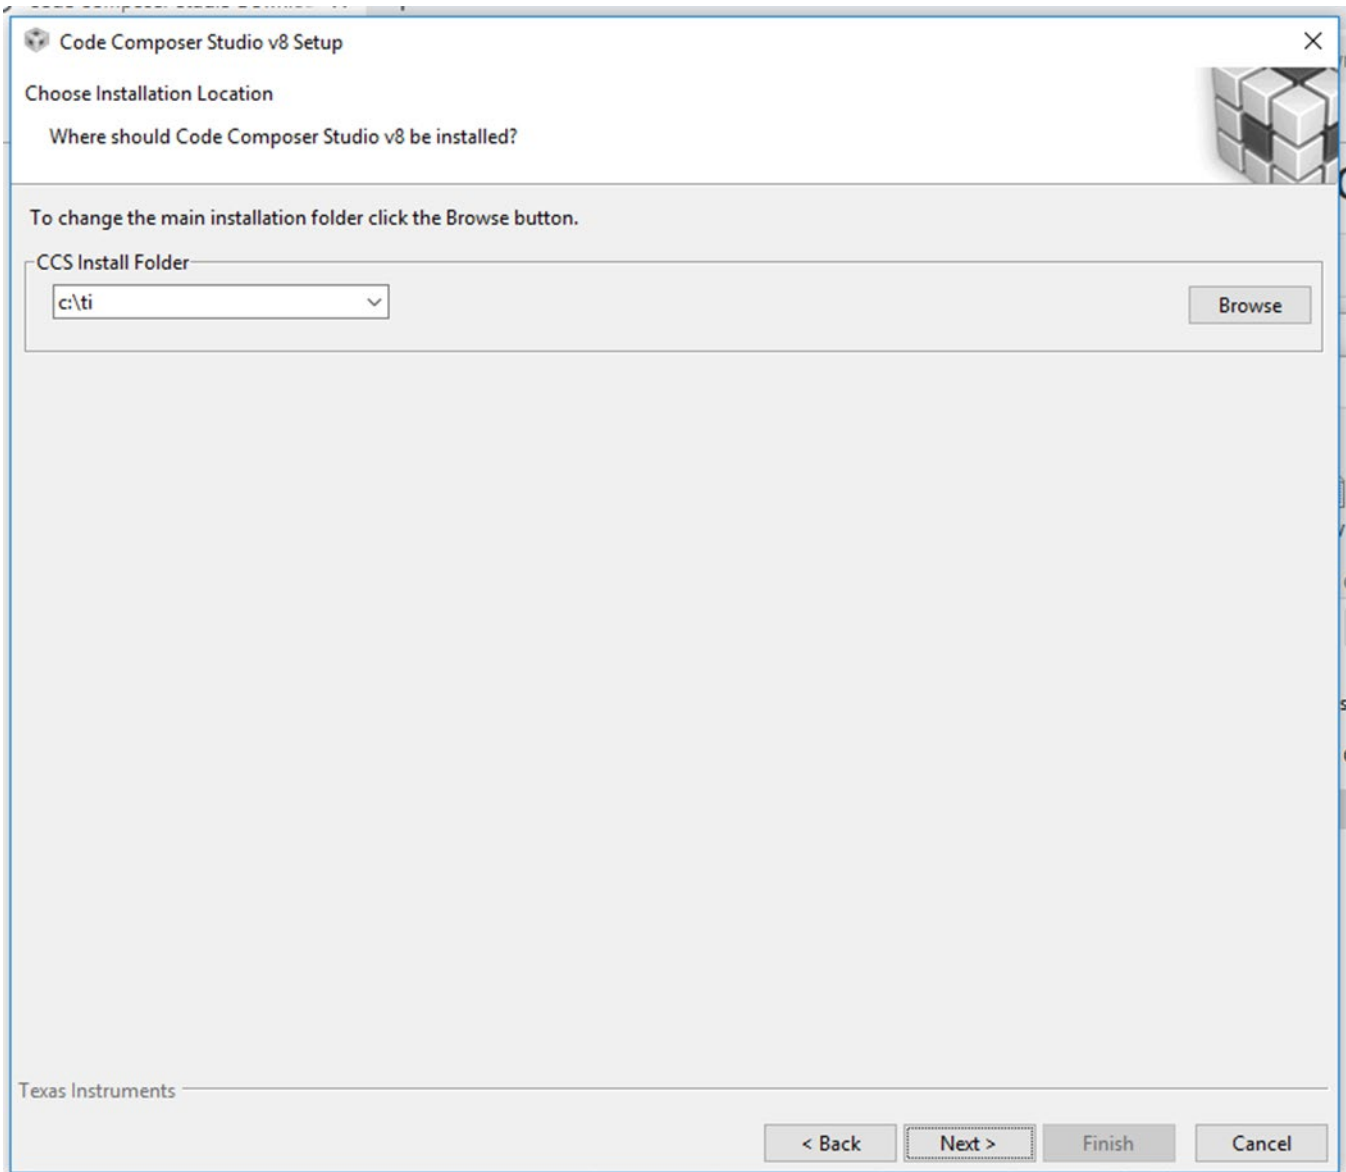 Code Composer Studio v8 Setup
Choose Installation Location
Where should Code Composer Studio v8 be installed?
To change the main installation folder click the Browse button.
CCS Install Folder
c:\ti
Browse
Texas Instruments
< Back Next > Finish Cancel